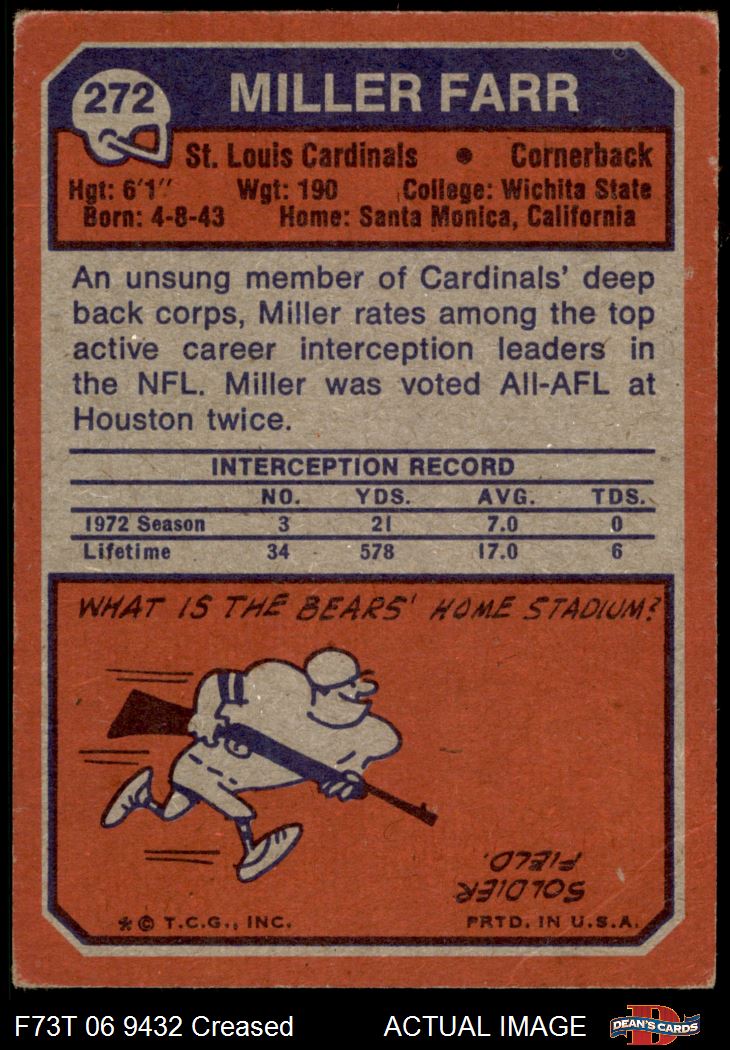 272
MILLER FARR
St. Louis Cardinals • Cornerback
Hgt: 6'1" Wgt: 190 College: Wichita State
Born: 4-8-43 Home: Santa Monica, California
An unsung member of Cardinals' deep
back corps, Miller rates among the top
active career interception leaders in
the NFL. Miller was voted All-AFL at
Houston twice.
INTERCEPTION RECORD
NO. YDS. AVG. TDS.
1972 Season 3 21 7.0 0
Lifetime 34 578 17.0 6
WHAT IS THE BEARS' HOME STADIUM?
SOLDIER
FIELD.
* © T.C.G., INC. PRTD. IN U.S.A.
F73T 06 9432 Creased ACTUAL IMAGE
D
DEAN'S CARDS